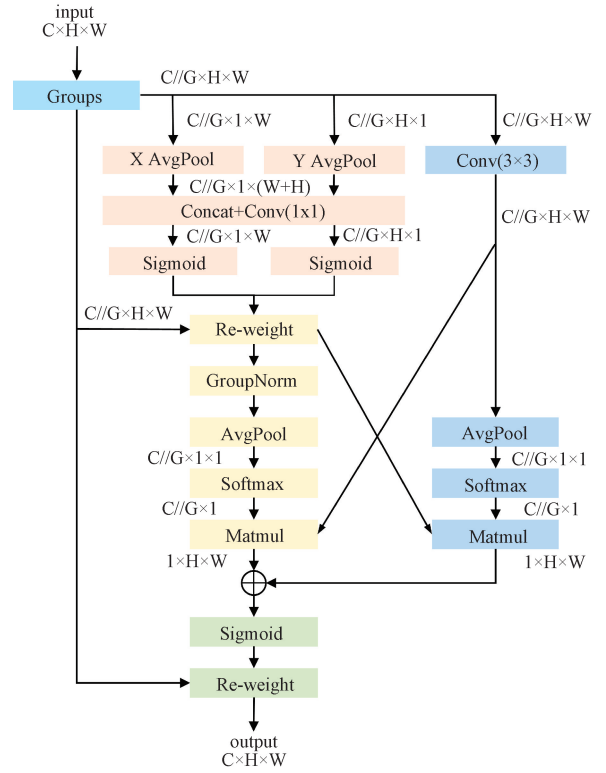 input
C×H×W
Groups
C//G×H×W
C//G×1×W
C//G×H×1
C//G×H×W
X AvgPool
Y AvgPool
Conv(3×3)
C//G×1×(W+H)
Concat+Conv(1x1)
C//G×H×W
C//G×1×W
C//G×H×1
Sigmoid
Sigmoid
C//G×H×W
Re-weight
GroupNorm
AvgPool
AvgPool
C//G×1×1
C//G×1×1
Softmax
Softmax
C//G×1
C//G×1
Matmul
Matmul
1×H×W
1×H×W
Sigmoid
Re-weight
output
C×H×W